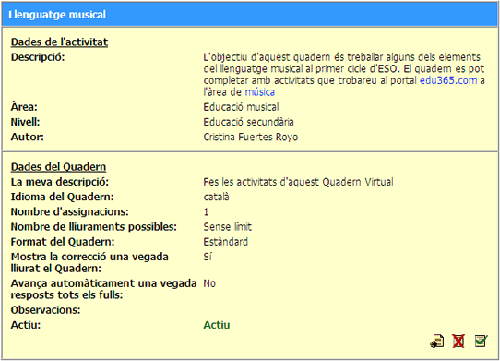 Llenguatge musical
Dades de l'activitat
Descripció: L'objectiu d'aquest quadern és treballar alguns dels elements
cel llenguatge musical al primer cicle d'ESO. El quadern es pot
completar amb activitats que trobareu al portal edu365.com a
l'àrea de música
Àrea: Educació musical
Nivell: Educació secundària
Autor: Cristina Fuertes Royo
Dades del Quadern
La meva descripció: Fes les activitats d'aquest Quadern Virtual
Idioma del Quadern: català
Nombre d'assignacions: 1
Nombre de lliuraments possibles: Sense límit
Format del Quadern: Estàndard
Mostra la correcció una vegada Sí
lliurat el Quadern:
Avança automàticament una vegada No
resposts tots els fulls:
Observacions:
Actiu: Actiu